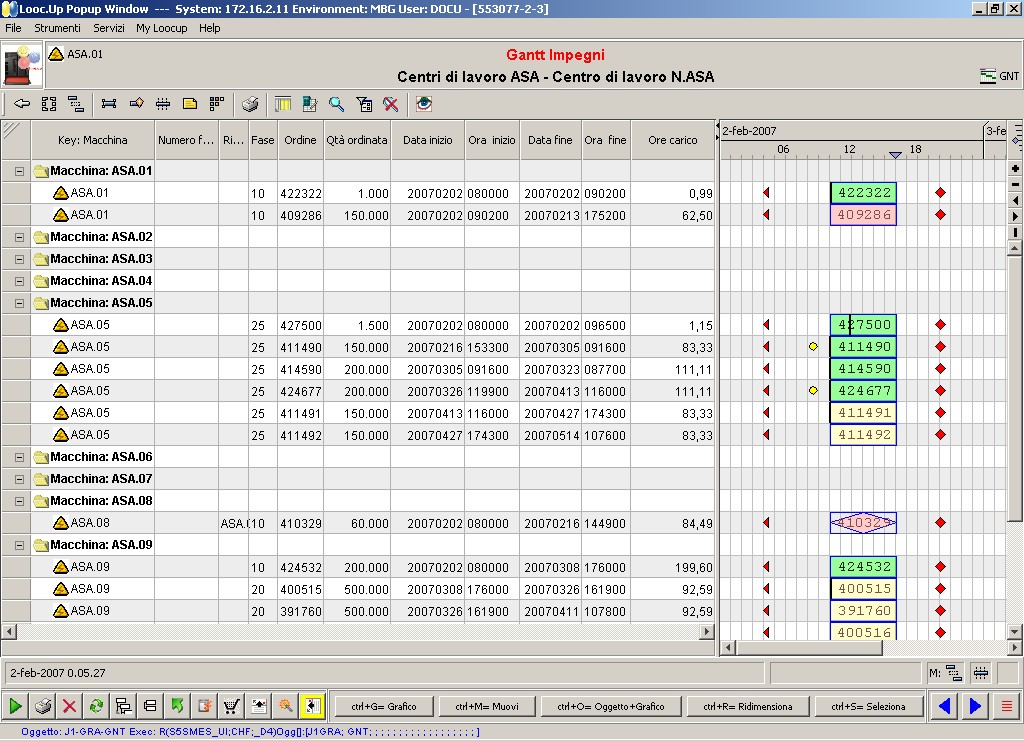 Looc.Up Popup Window --- System: 172.16.2.11 Environment: MBG User: DOCU - [553077-2-3]
File Strumenti Servizi My Loocup Help
ASA.01
Gantt Impegni
Centri di lavoro ASA - Centro di lavoro N.ASA
GNT
Key: Macchina Numero f... Ri... Fase Ordine Qtà ordinata Data inizio Ora inizio Data fine Ora fine Ore carico
2-feb-2007 3-fe
06 12 18
Macchina: ASA.01
ASA.01 10 422322 1.000 20070202 080000 20070202 090200 0,99 422322
ASA.01 10 409286 150.000 20070202 090200 20070213 175200 62,50 409286
Macchina: ASA.02
Macchina: ASA.03
Macchina: ASA.04
Macchina: ASA.05
ASA.05 25 427500 1.500 20070202 080000 20070202 096500 1,15 427500
ASA.05 25 411490 150.000 20070216 153300 20070305 091600 83,33 411490
ASA.05 25 414590 200.000 20070305 091600 20070323 087700 111,11 414590
ASA.05 25 424677 200.000 20070326 119900 20070413 116000 111,11 424677
ASA.05 25 411491 150.000 20070413 116000 20070427 174300 83,33 411491
ASA.05 25 411492 150.000 20070427 174300 20070514 107600 83,33 411492
Macchina: ASA.06
Macchina: ASA.07
Macchina: ASA.08
ASA.08 ASA.( 10 410329 60.000 20070202 080000 20070216 144900 84,49 410329
Macchina: ASA.09
ASA.09 10 424532 200.000 20070202 080000 20070308 176000 199,60 424532
ASA.09 20 400515 500.000 20070308 176000 20070326 161900 92,59 400515
ASA.09 20 391760 500.000 20070326 161900 20070411 107800 92,59 391760
400516
2-feb-2007 0.05.27
M:
ctrl+G= Grafico ctrl+M= Muovi ctrl+O= Oggetto+Grafico ctrl+R= Ridimensiona ctrl+S= Seleziona
Oggetto: J1-GRA-GNT Exec: R(S5SMES_UI;CHF;_D4)Ogg[]:[J1GRA; GNT; ; ; ; ; ; ; ; ; ; ; ; ; ; ; ; ; ; ]